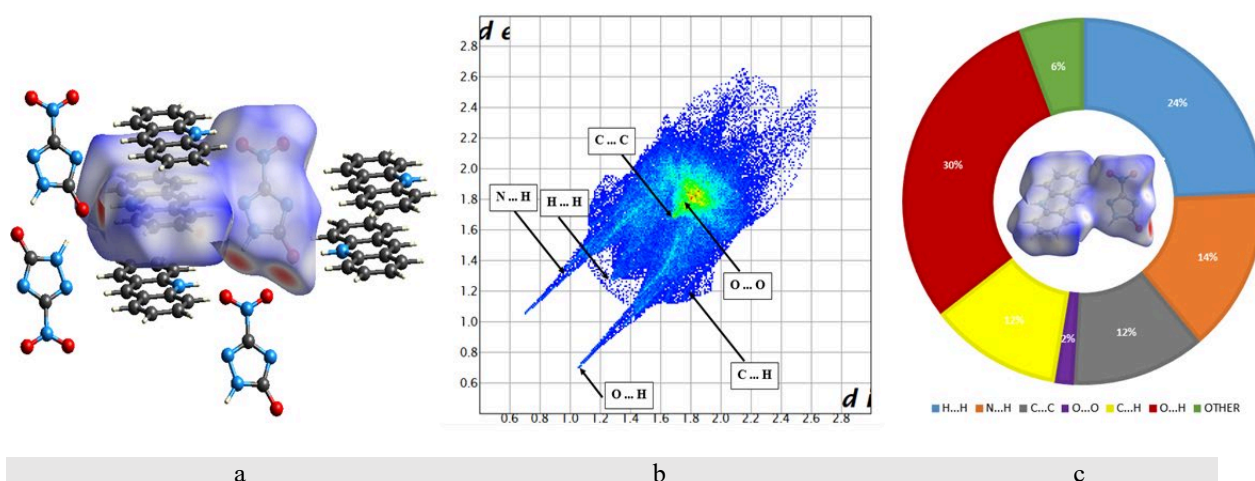 d e
2.8
2.6
2.4
2.2
2.0
1.8
1.6
1.4
1.2
1.0
0.8
0.6
C ... C
N ... H
H ... H
O ... O
C ... H
O ... H
d i
0.6 0.8 1.0 1.2 1.4 1.6 1.8 2.0 2.2 2.4 2.6 2.8
6%
24%
30%
14%
12%
2%
12%
H...H N...H C...C O...O C...H O...H OTHER
a b c